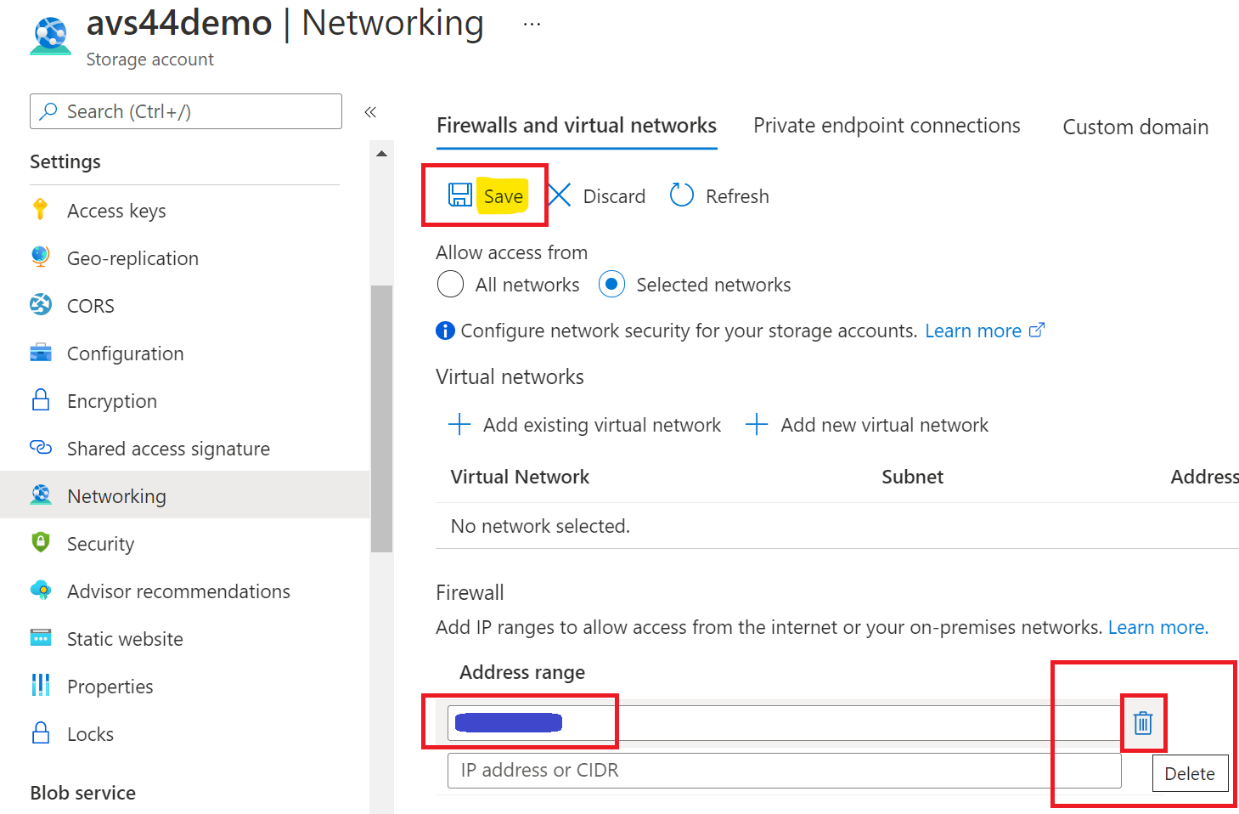 avs44demo | Networking ...
Storage account
Search (Ctrl+/)
«
Settings
Access keys
Geo-replication
CORS
Configuration
Encryption
Shared access signature
Networking
Security
Advisor recommendations
Static website
Properties
Locks
Blob service
Firewalls and virtual networks Private endpoint connections Custom domain
Save Discard Refresh
Allow access from
All networks Selected networks
Configure network security for your storage accounts. Learn more
Virtual networks
Add existing virtual network Add new virtual network
Virtual Network Subnet Address
No network selected.
Firewall
Add IP ranges to allow access from the internet or your on-premises networks. Learn more.
Address range
IP address or CIDR
Delete